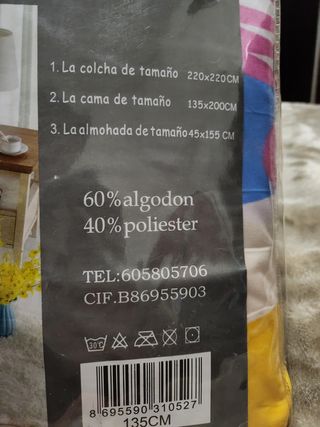 1. La colcha de tamaño 220x220CM
2. La cama de tamaño 135x200CM
3. La almohada de tamaño 45x155 CM
60%algodon
40%poliester
TEL:605805706
CIF.B86955903
30°C
8 695590 310527
135CM